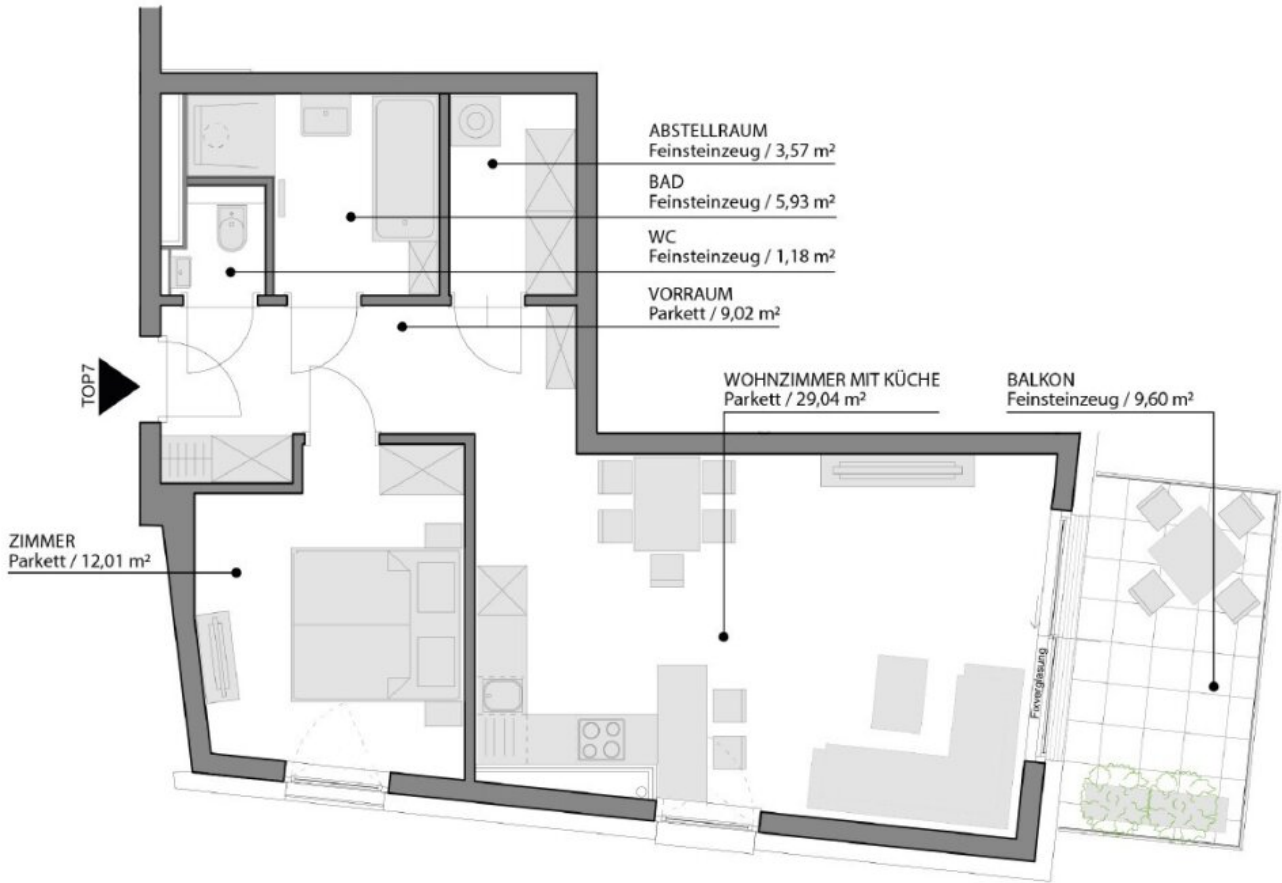 ABSTELLRAUM
Feinsteinzeug / 3,57 m²
BAD
Feinsteinzeug / 5,93 m²
WC
Feinsteinzeug / 1,18 m²
VORRAUM
Parkett / 9,02 m²
TOP7
WOHNZIMMER MIT KÜCHE
Parkett / 29,04 m²
BALKON
Feinsteinzeug / 9,60 m²
ZIMMER
Parkett / 12,01 m²
Fixverglasung